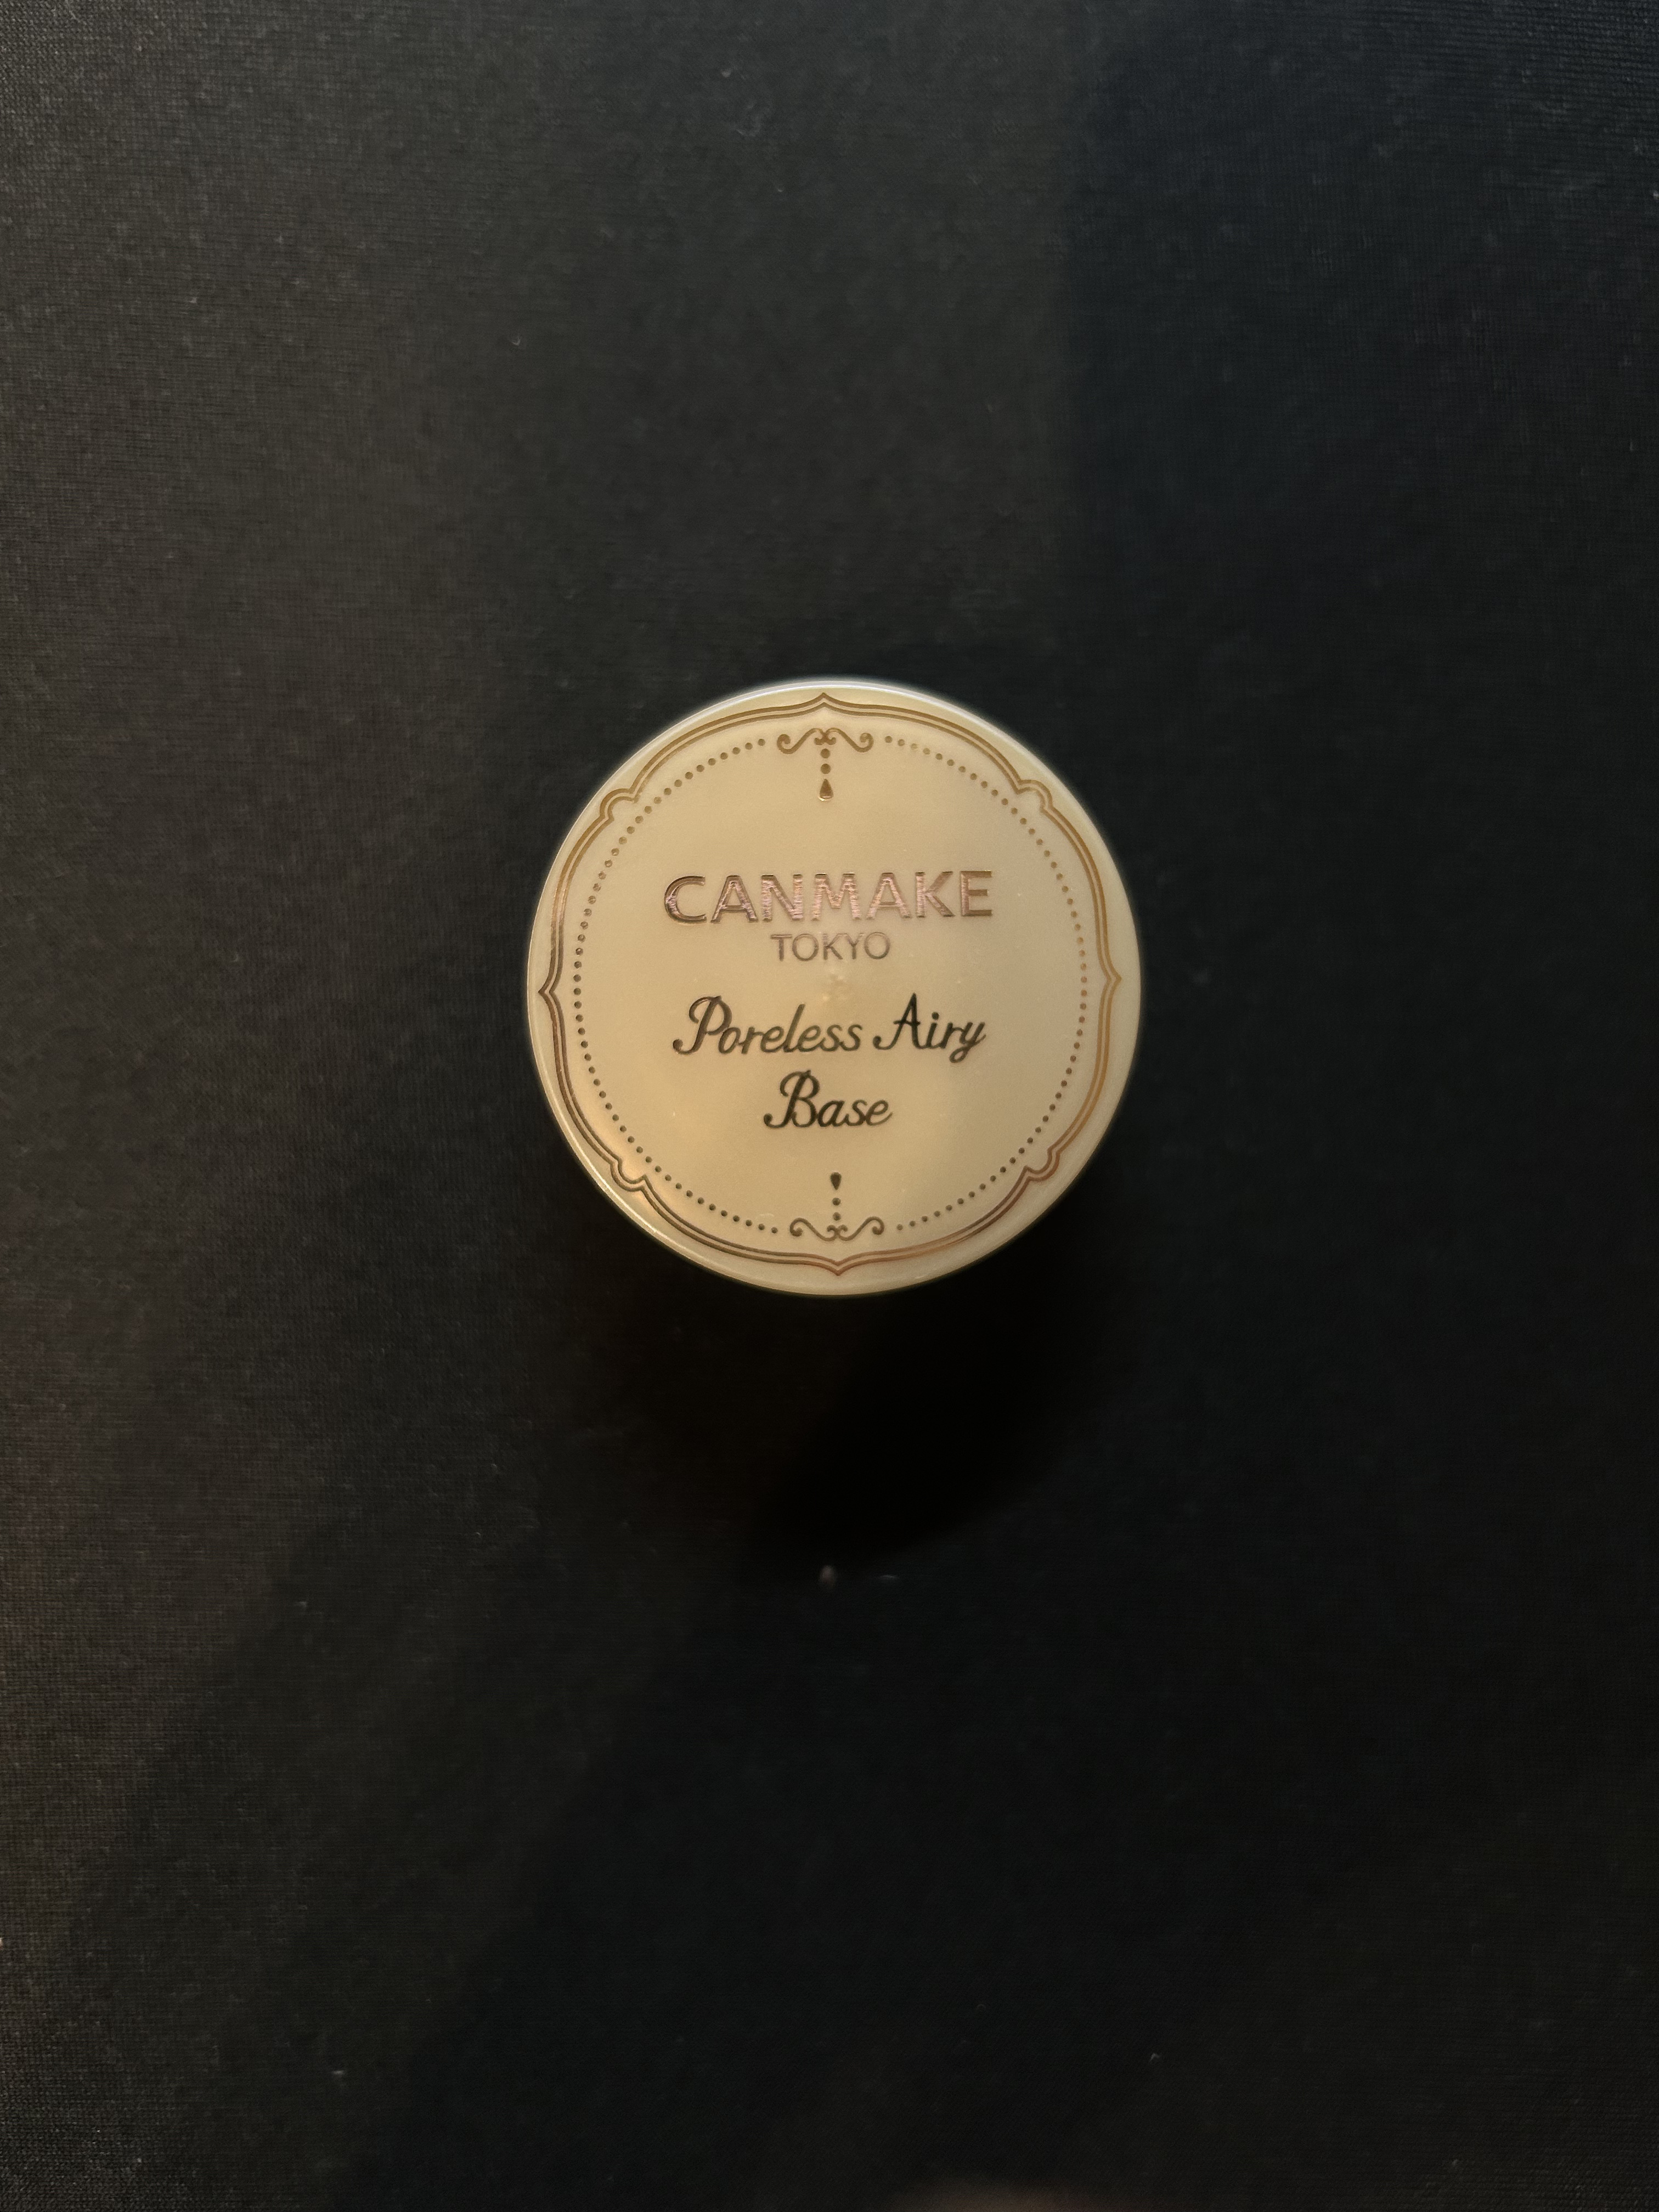 CANMAKE
TOKYO
Poreless Airy
Base